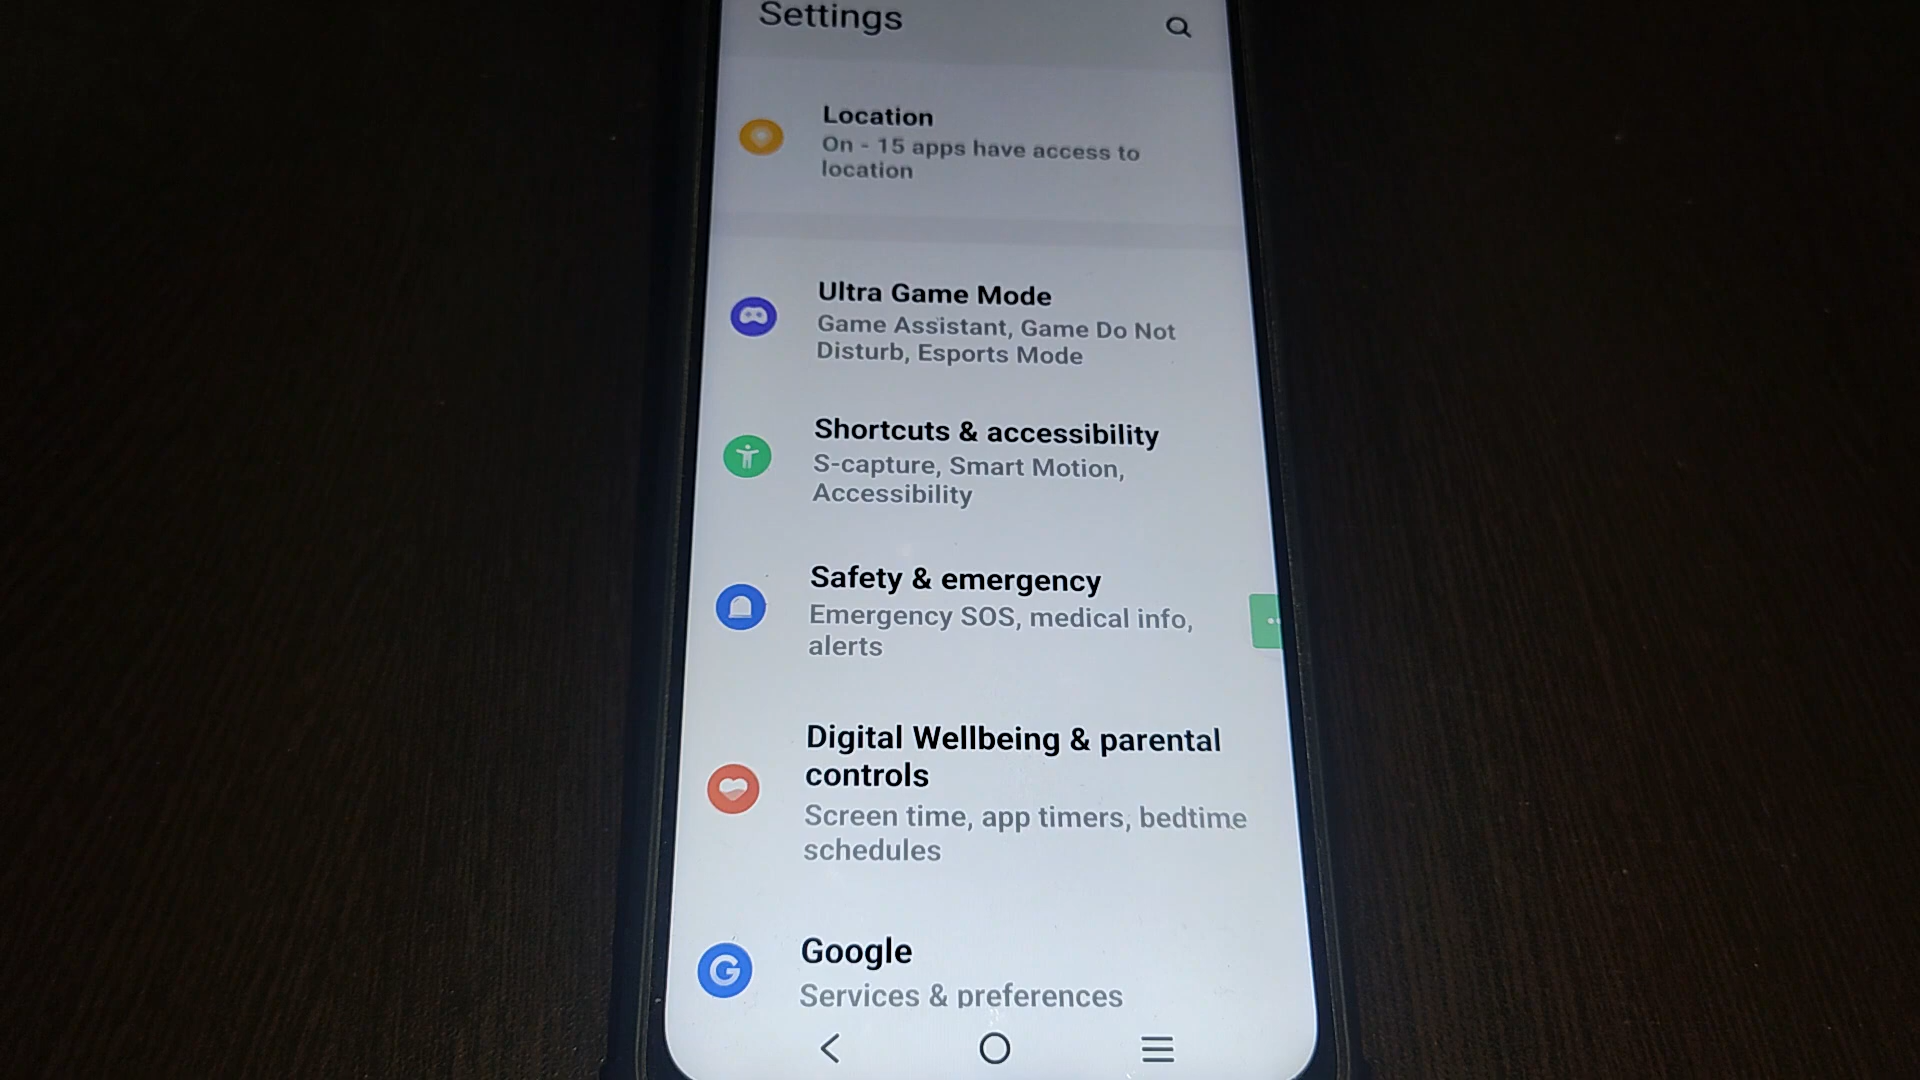 Settings
Location
On - 15 apps have access to
location
Ultra Game Mode
Game Assistant, Game Do Not
Disturb, Esports Mode
Shortcuts & accessibility
S-capture, Smart Motion,
Accessibility
Safety & emergency
Emergency SOS, medical info,
alerts
Digital Wellbeing & parental
controls
Screen time, app timers, bedtime
schedules
G
Google
Services & preferences